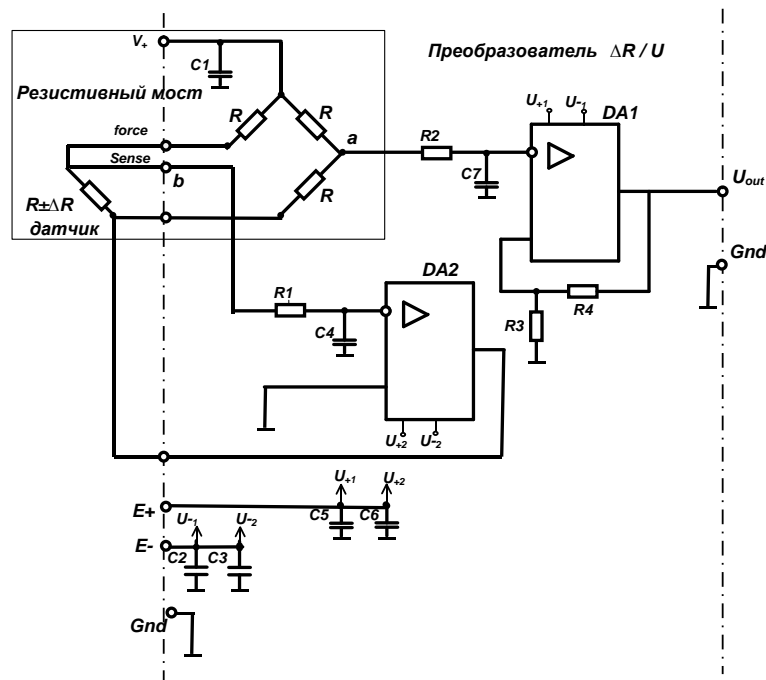 V+
C1
Преобразователь ΔR / U
Резистивный мост
R
R
force
a
Sense
b
R
R±ΔR
датчик
R2
C7
U+1
U-1
DA1
Uout
Gnd
R3
R4
DA2
R1
C4
U+2
U-2
E+
U+1
U+2
C5
C6
U-1
U-2
E-
C2
C3
Gnd